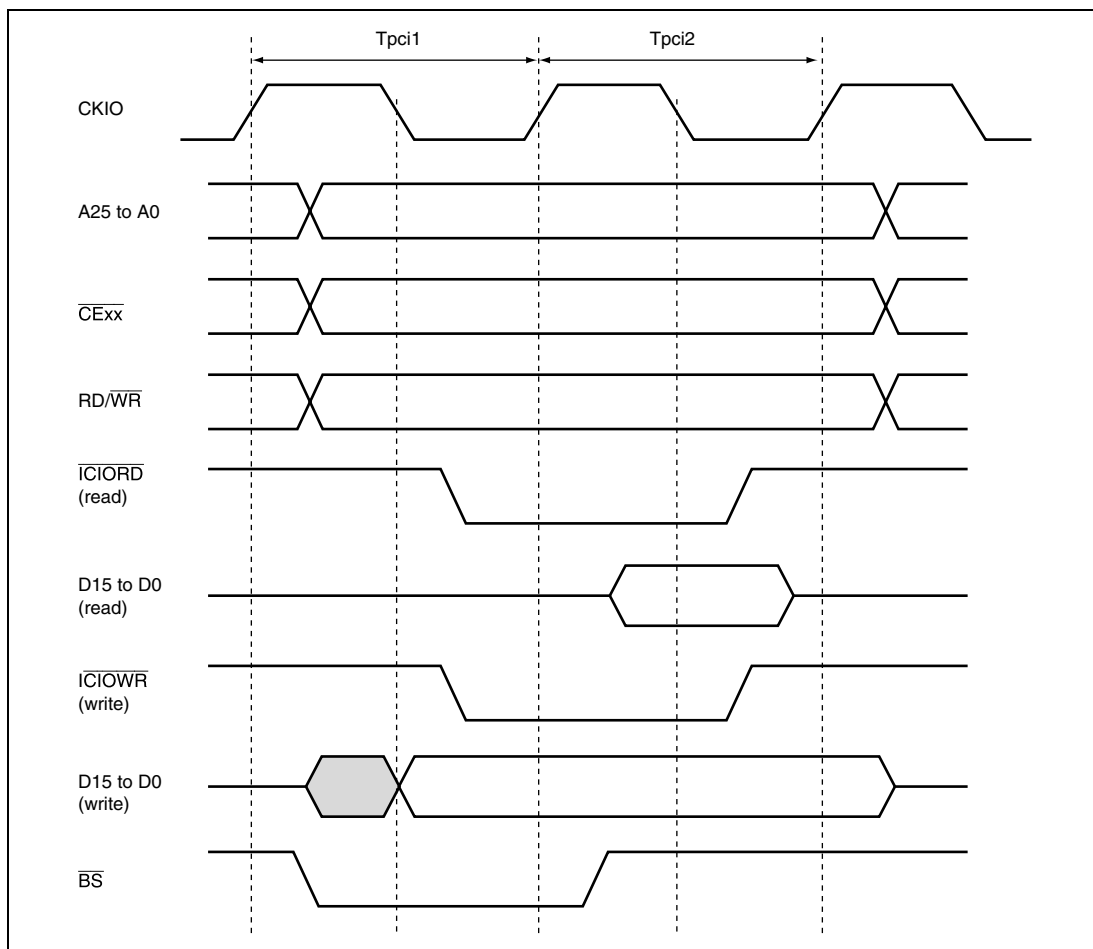 Tpci1 Tpci2
CKIO
A25 to A0
CExx
RD/WR
ICIORD
(read)
D15 to D0
(read)
ICIOWR
(write)
D15 to D0
(write)
BS